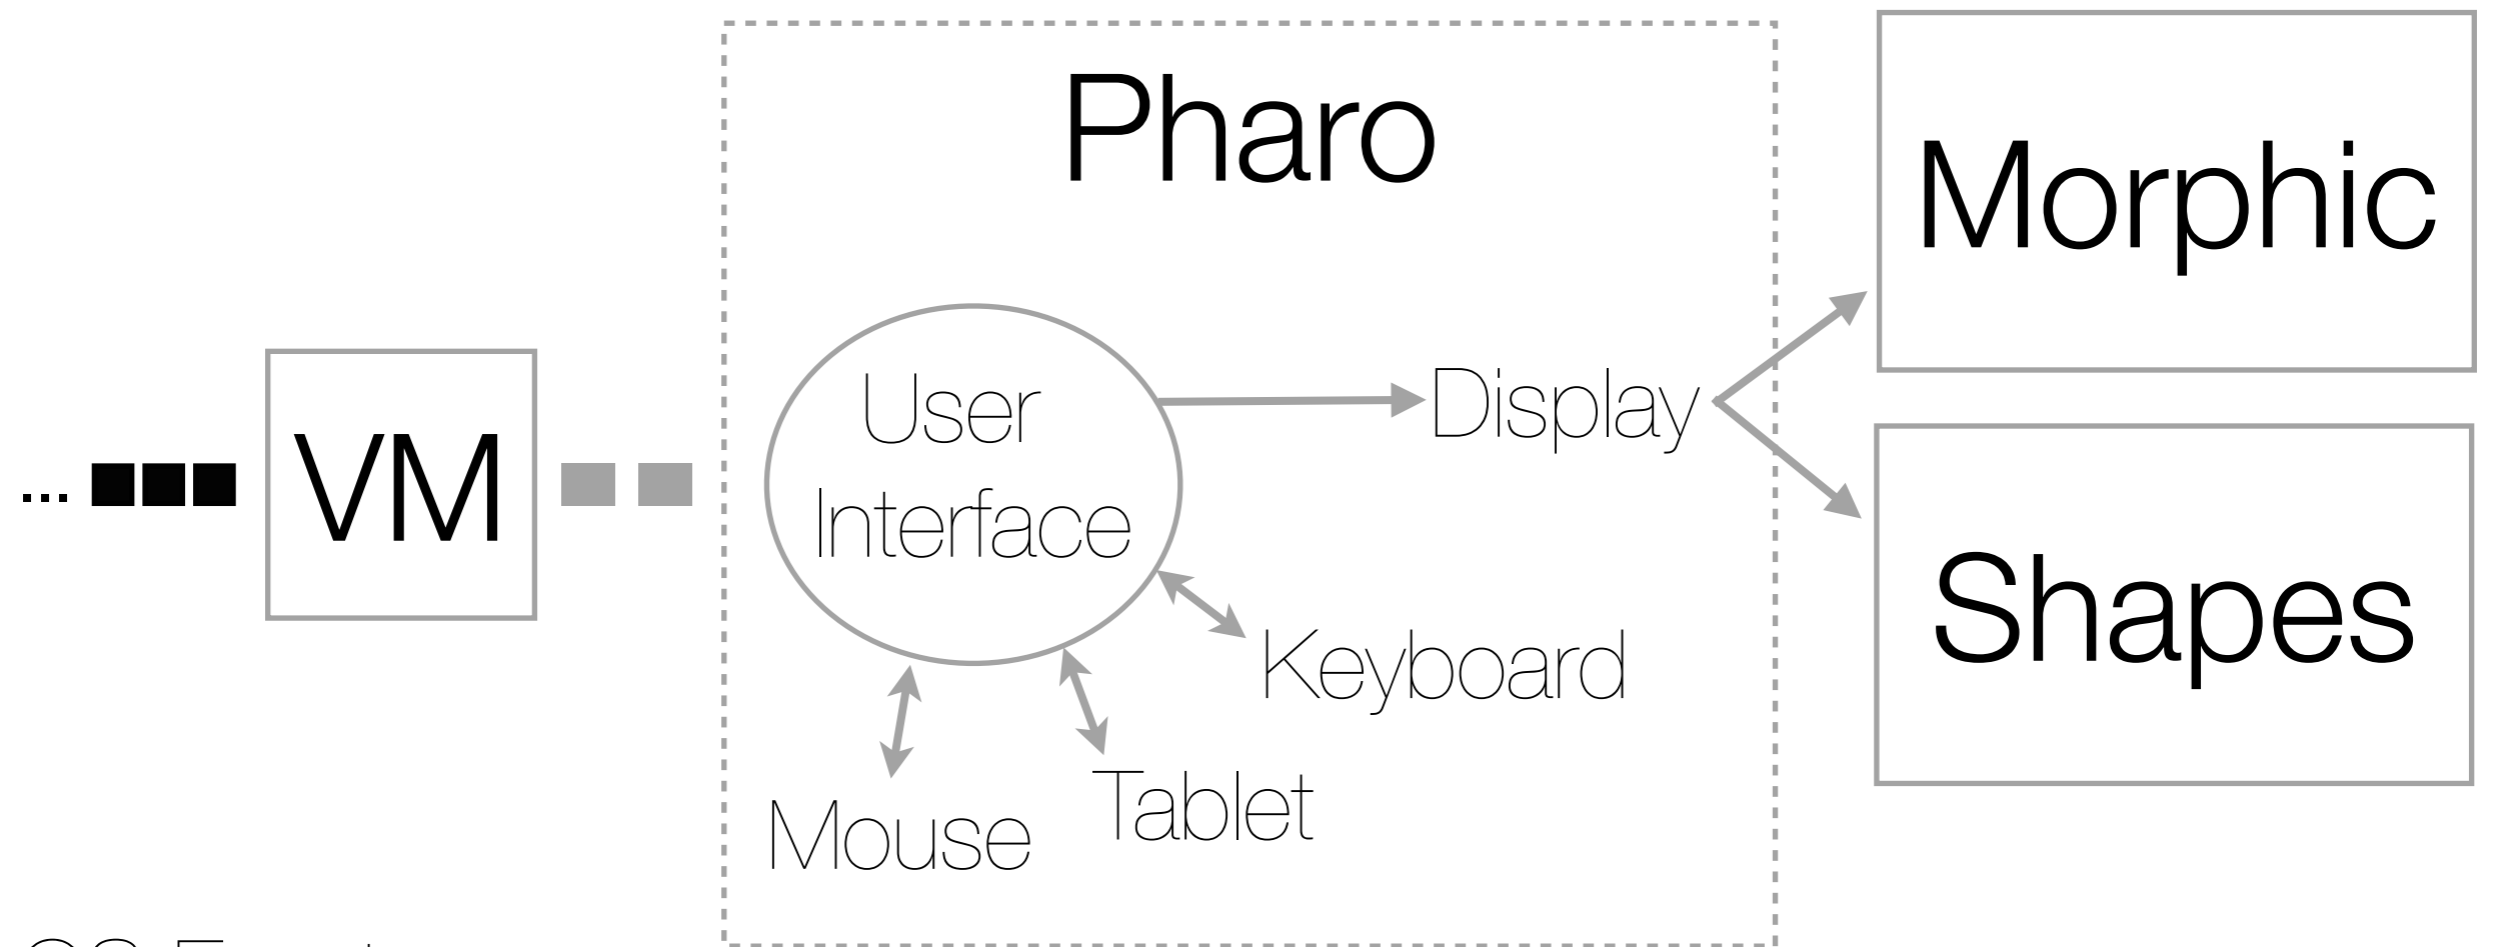 Pharo
Morphic
User
Interface
Display
... VM
Shapes
Keyboard
Tablet
Mouse